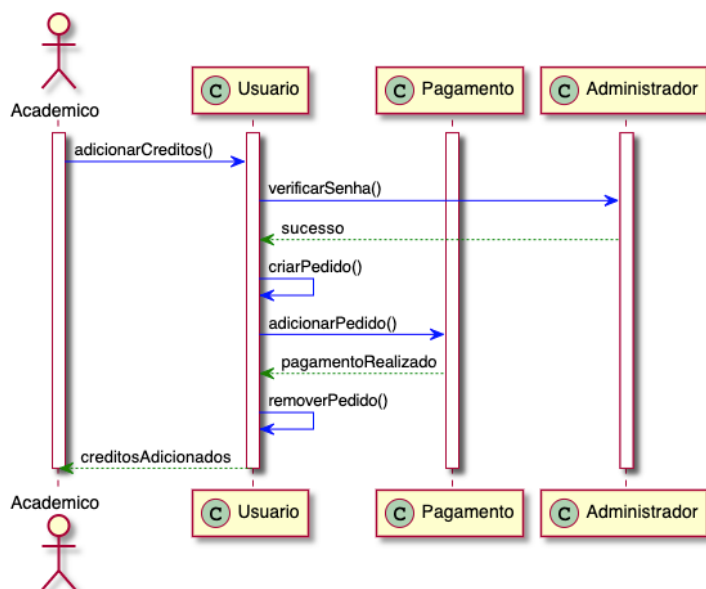 Academico
C Usuario
C Pagamento
C Administrador
adicionarCreditos()
verificarSenha()
sucesso
criarPedido()
adicionarPedido()
pagamentoRealizado
removerPedido()
creditosAdicionados
Academico
C Usuario
C Pagamento
C Administrador